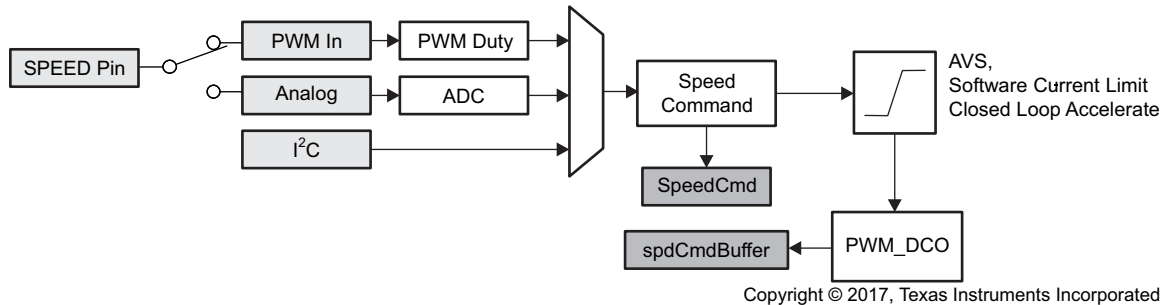 SPEED Pin
PWM In
PWM Duty
Analog
ADC
I²C
Speed
Command
AVS,
Software Current Limit
Closed Loop Accelerate
SpeedCmd
spdCmdBuffer
PWM_DCO
Copyright © 2017, Texas Instruments Incorporated